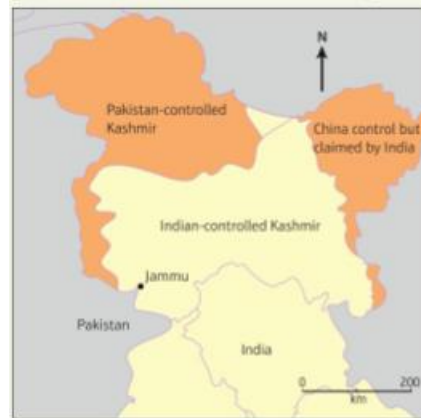 N
Pakistan-controlled
Kashmir
China control but
claimed by India
Indian-controlled Kashmir
Jammu
Pakistan
India
0 200
km